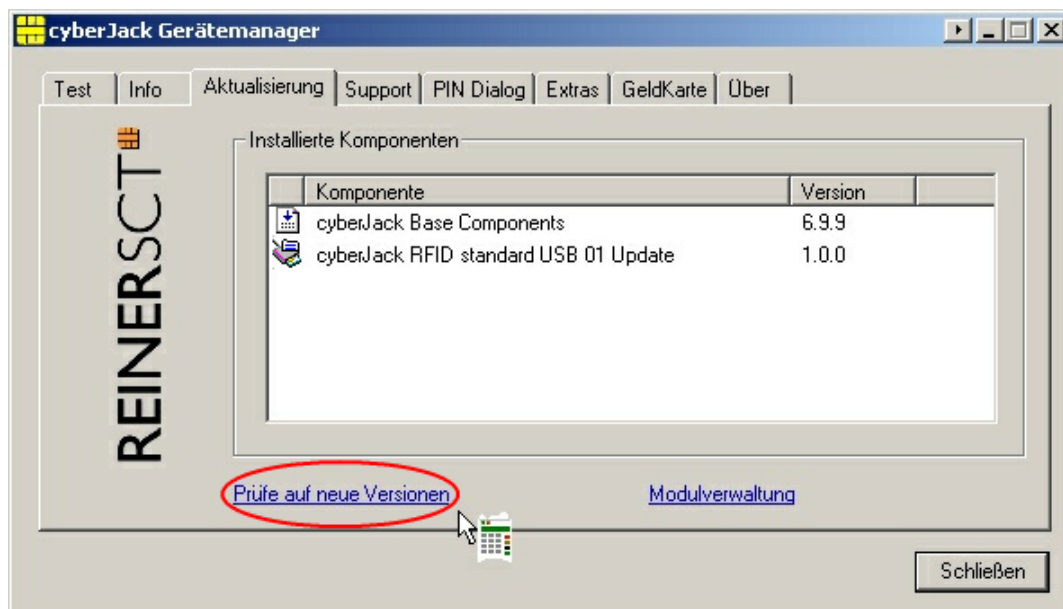 cyberJack Gerätemanager
Test Info Aktualisierung Support PIN Dialog Extras GeldKarte Über
REINERSCT
Installierte Komponenten
Komponente Version
cyberJack Base Components 6.9.9
cyberJack RFID standard USB 01 Update 1.0.0
Prüfe auf neue Versionen Modulverwaltung
Schließen